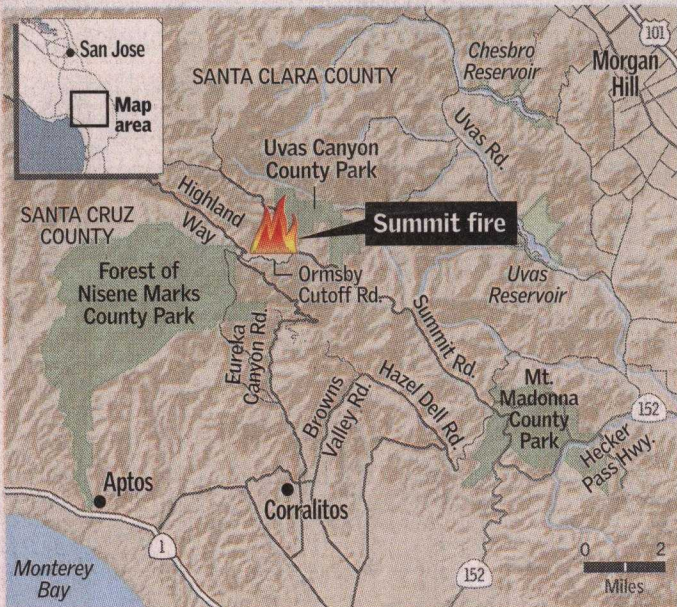 San Jose
Map
area
101
Chesbro
Reservoir
Morgan
Hill
SANTA CLARA COUNTY
Uvas Rd.
Uvas Canyon
County Park
Highland
Way
SANTA CRUZ
COUNTY
Summit fire
Forest of
Nisene Marks
County Park
Ormsby
Cutoff Rd.
Uvas
Reservoir
Eureka
Canyon Rd.
Summit Rd.
Browns
Valley Rd.
Hazel Dell Rd.
Mt.
Madonna
County
Park
152
Hecker
Pass Hwy.
Aptos
Corralitos
1
Monterey
Bay
152
0 2
Miles